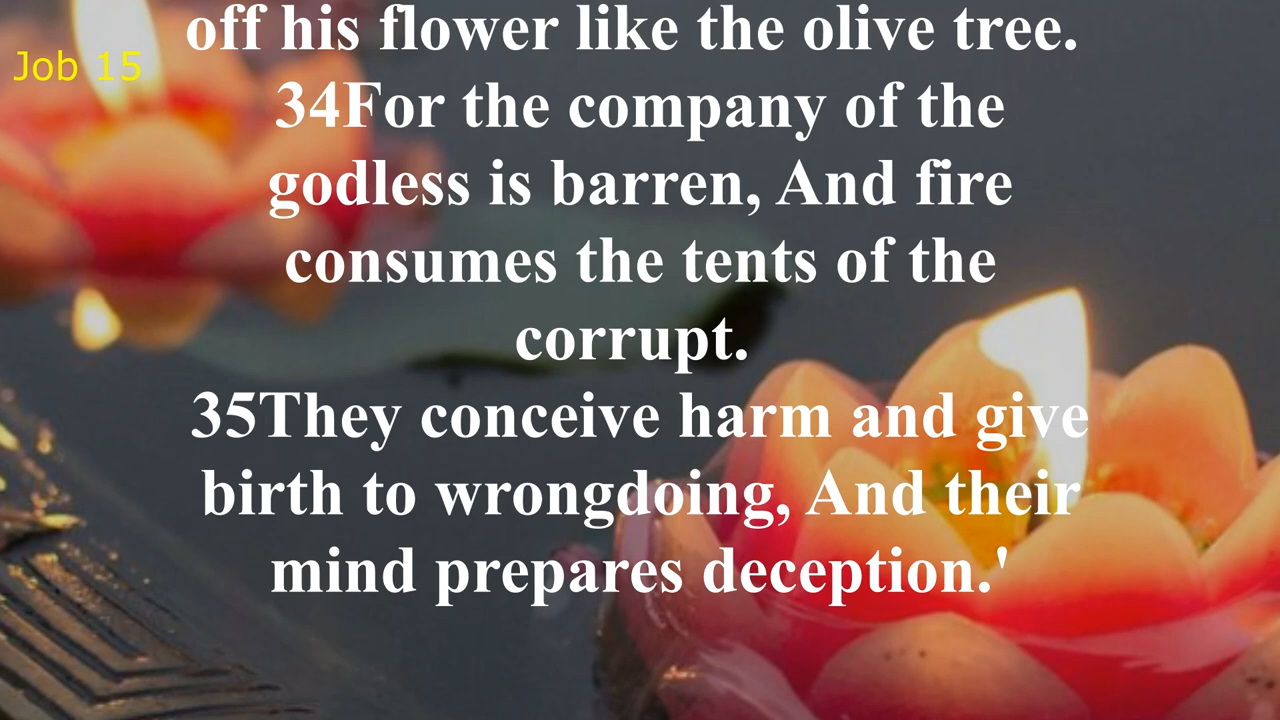 off his flower like the olive tree.
Job 15
34For the company of the
godless is barren, And fire
consumes the tents of the
corrupt.
35They conceive harm and give
birth to wrongdoing, And their
mind prepares deception.'